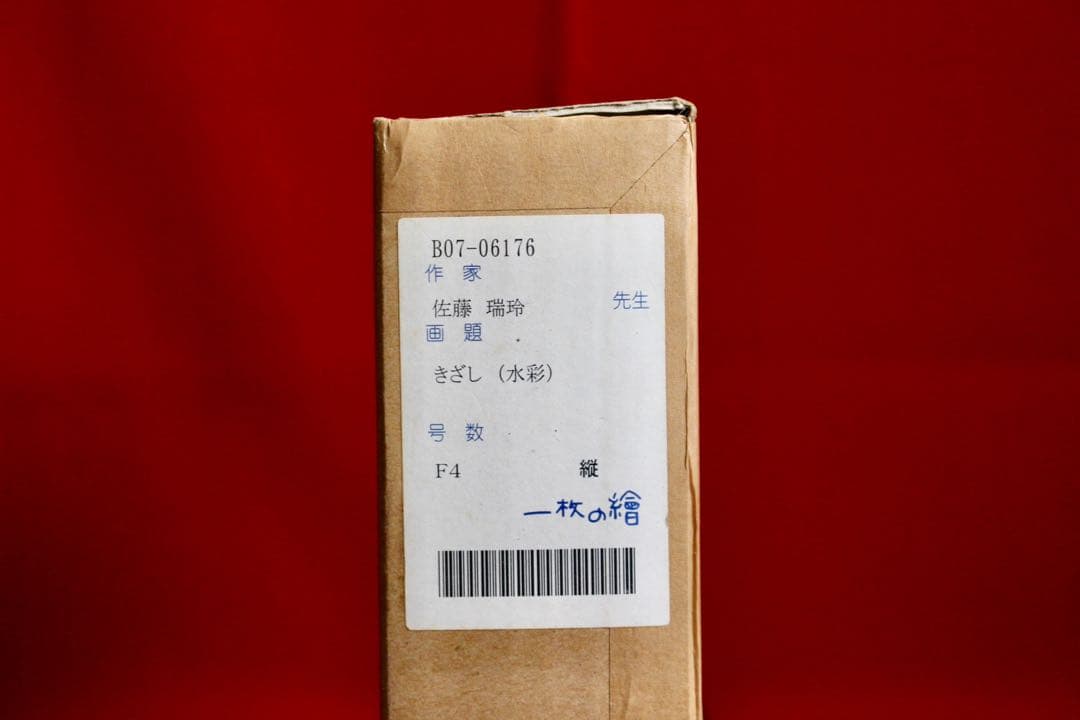 B07-06176
作家
佐藤 瑞玲 先生
画題
きざし (水彩)
号数
F4 縦
一枚の繪